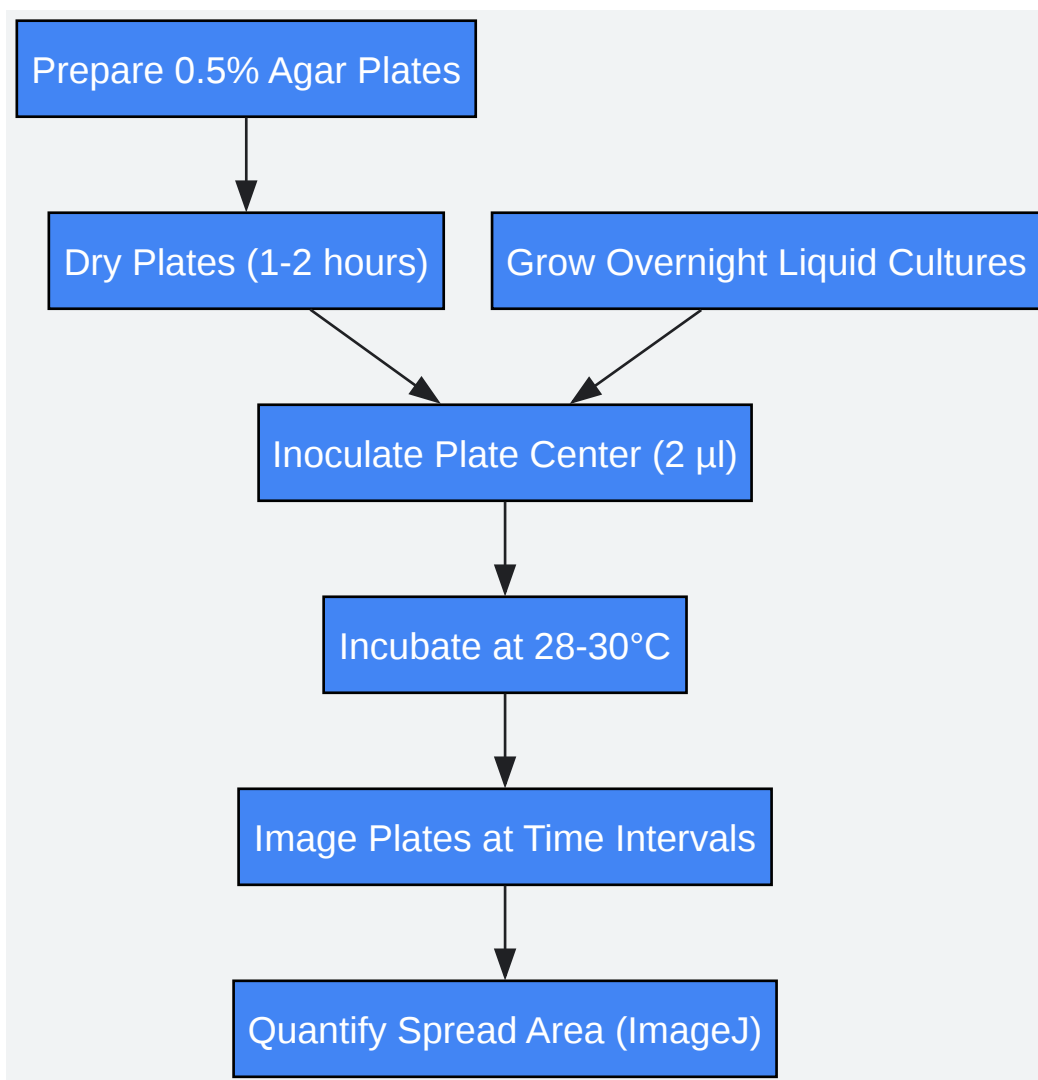 Prepare 0.5% Agar Plates
Dry Plates (1-2 hours)
Grow Overnight Liquid Cultures
Inoculate Plate Center (2 µl)
Incubate at 28-30°C
Image Plates at Time Intervals
Quantify Spread Area (ImageJ)